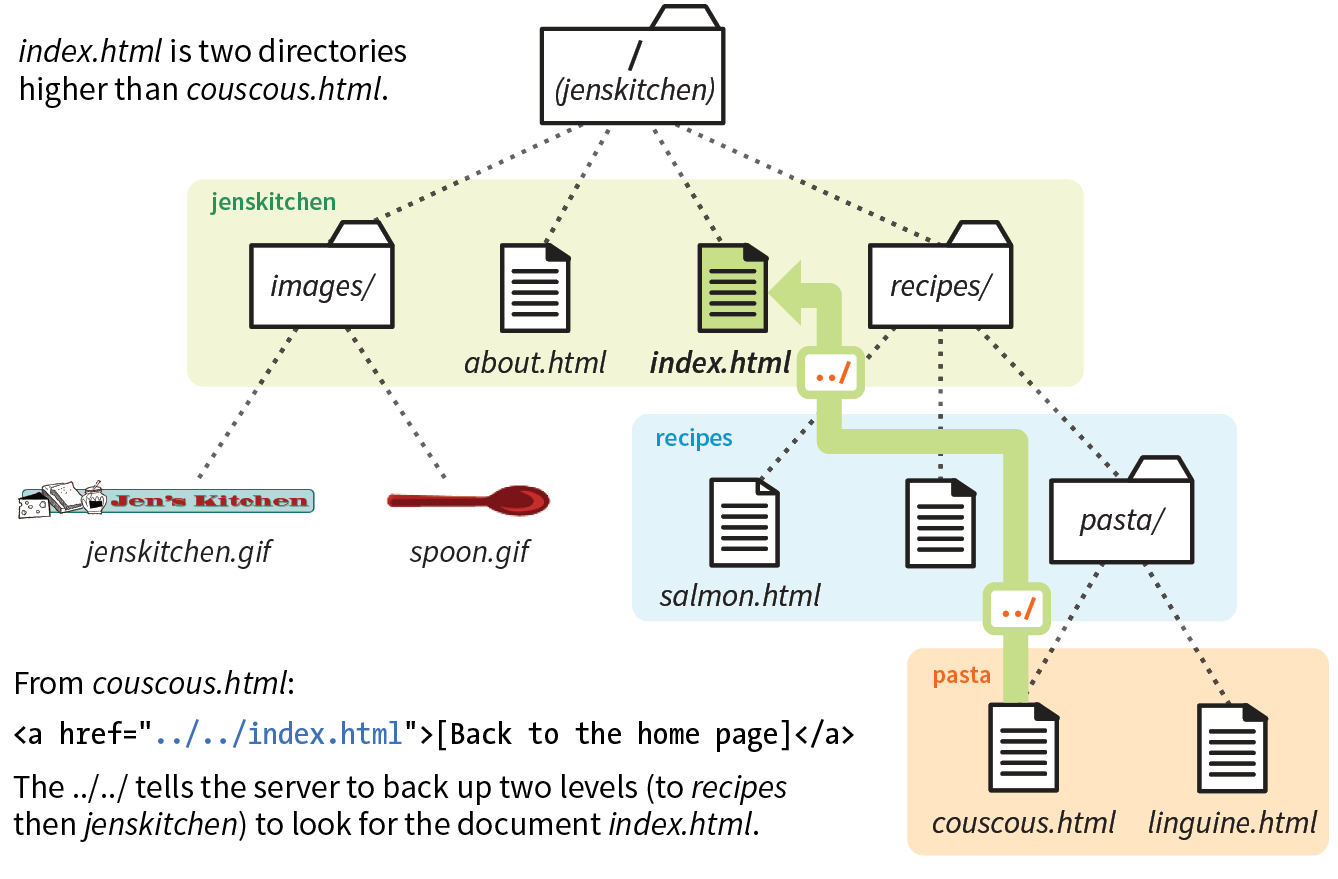 index.html is two directories
higher than couscous.html.
/
(jenskitchen)
jenskitchen
images/
about.html
index.html
recipes/
../
Jen's Kitchen
jenskitchen.gif
spoon.gif
recipes
salmon.html
pasta/
../
pasta
couscous.html
linguine.html
From couscous.html:
<a href="../../index.html">[Back to the home page]</a>
The ../../ tells the server to back up two levels (to recipes
then jenskitchen) to look for the document index.html.